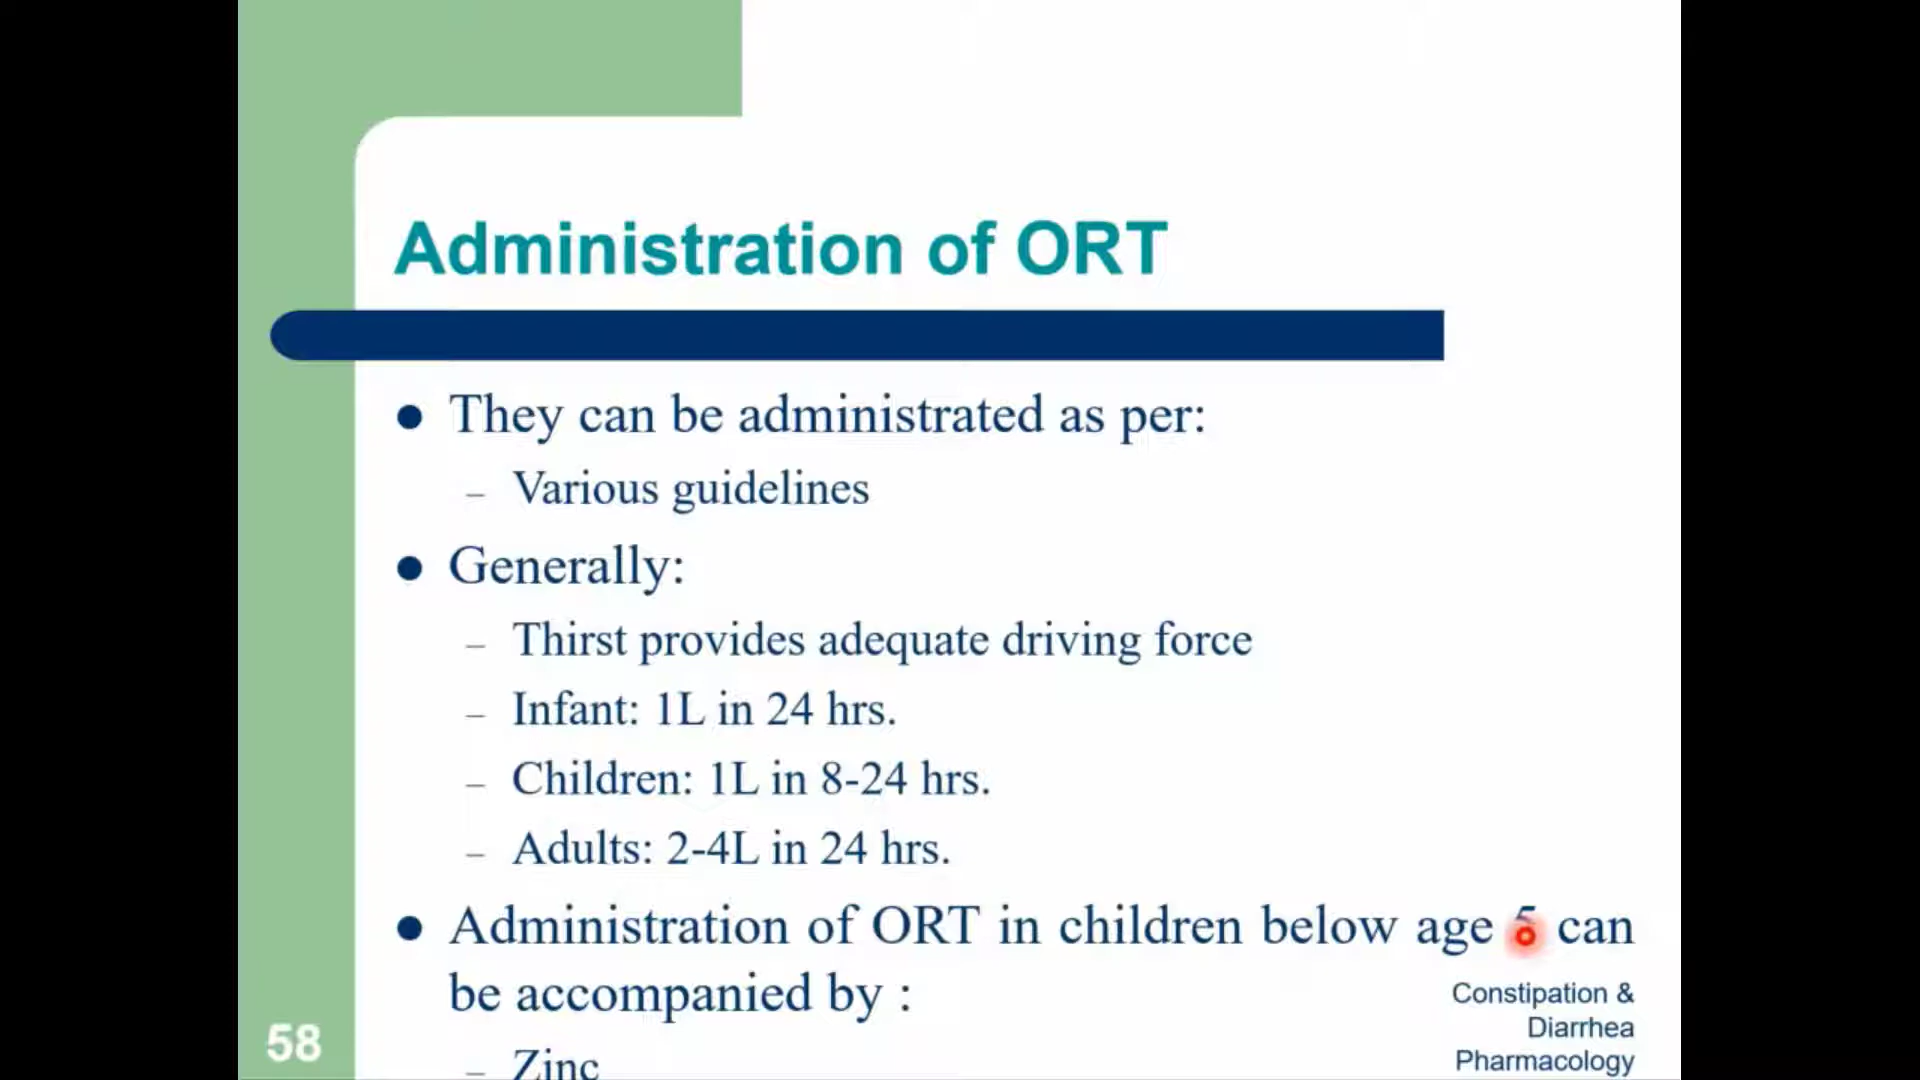 Administration of ORT
● They can be administrated as per:
– Various guidelines
● Generally:
– Thirst provides adequate driving force
– Infant: 1L in 24 hrs.
– Children: 1L in 8-24 hrs.
– Adults: 2-4L in 24 hrs.
● Administration of ORT in children below age 5 can
be accompanied by :
– Zinc
Constipation &
Diarrhea
Pharmacology
58